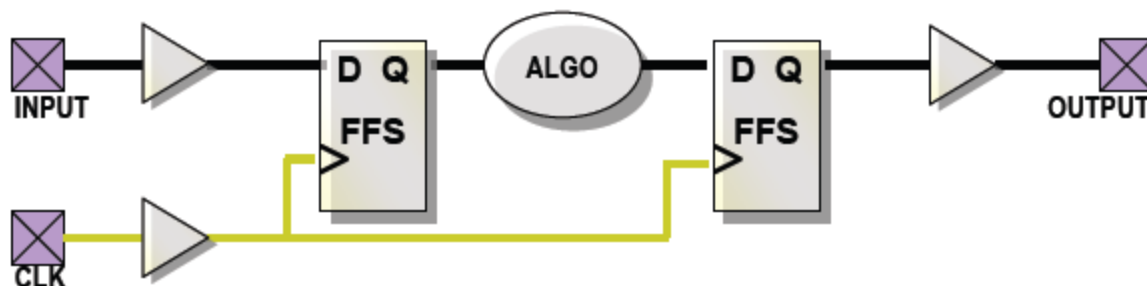 INPUT
D Q
FFS
ALGO
D Q
FFS
OUTPUT
CLK